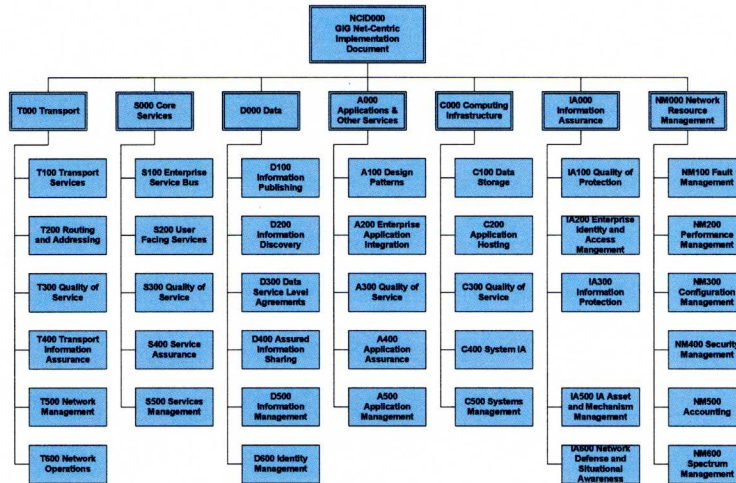 NCID000
GIG Net-Centric
Implementation
Document
T000 Transport
S000 Core
Services
D000 Data
A000
Applications &
Other Services
C000 Computing
Infrastructure
IA000
Information
Assurance
NM000 Network
Resource
Management
T100 Transport
Services
S100 Enterprise
Service Bus
D100
Information
Publishing
A100 Design
Patterns
C100 Data
Storage
IA100 Quality of
Protection
NM100 Fault
Management
T200 Routing
and Addressing
S200 User
Facing Services
D200
Information
Discovery
A200 Enterprise
Application
Integration
C200
Application
Hosting
IA200 Enterprise
Identity and
Access
Management
NM200
Performance
Management
T300 Quality of
Service
S300 Quality of
Service
D300 Data
Service Level
Agreements
A300 Quality of
Service
C300 Quality of
Service
IA300
Information
Protection
NM300
Configuration
Management
T400 Transport
Information
Assurance
S400 Service
Assurance
D400 Assured
Information
Sharing
A400
Application
Assurance
C400 System IA
NM400 Security
Management
T500 Network
Management
S500 Services
Management
D500
Information
Management
A500
Application
Management
C500 Systems
Management
IA500 IA Asset
and Mechanism
Management
NM500
Accounting
T600 Network
Operations
D600 Identity
Management
IA600 Network
Defense and
Situational
Awareness
NM600
Spectrum
Management